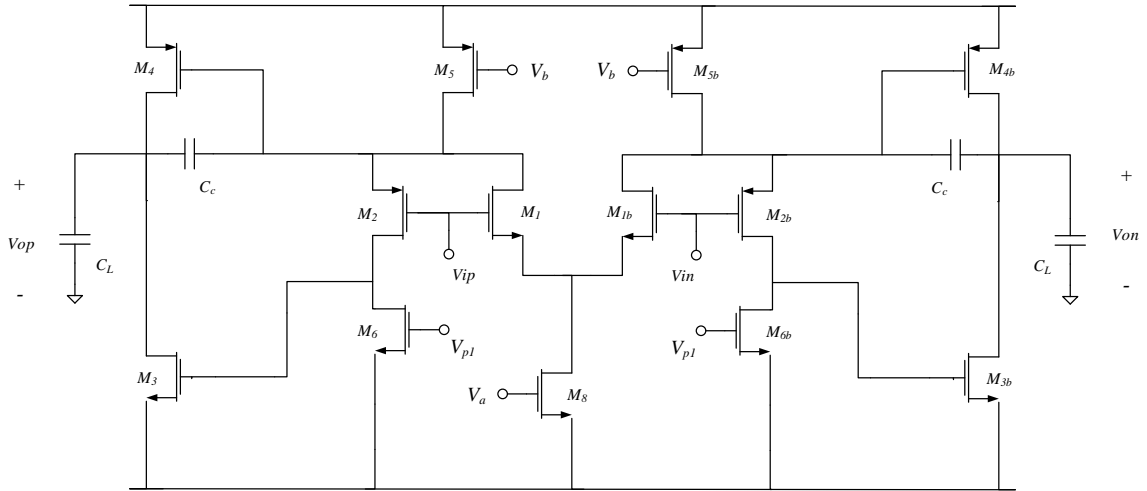 M4
M5
Vb
Vb
M5b
M4b
+
Cc
M2
M1
M1b
M2b
Cc
+
Vop
CL
Vip
Vin
CL
Von
-
M6
Vp1
Vp1
M6b
-
M3
Va
M8
M3b